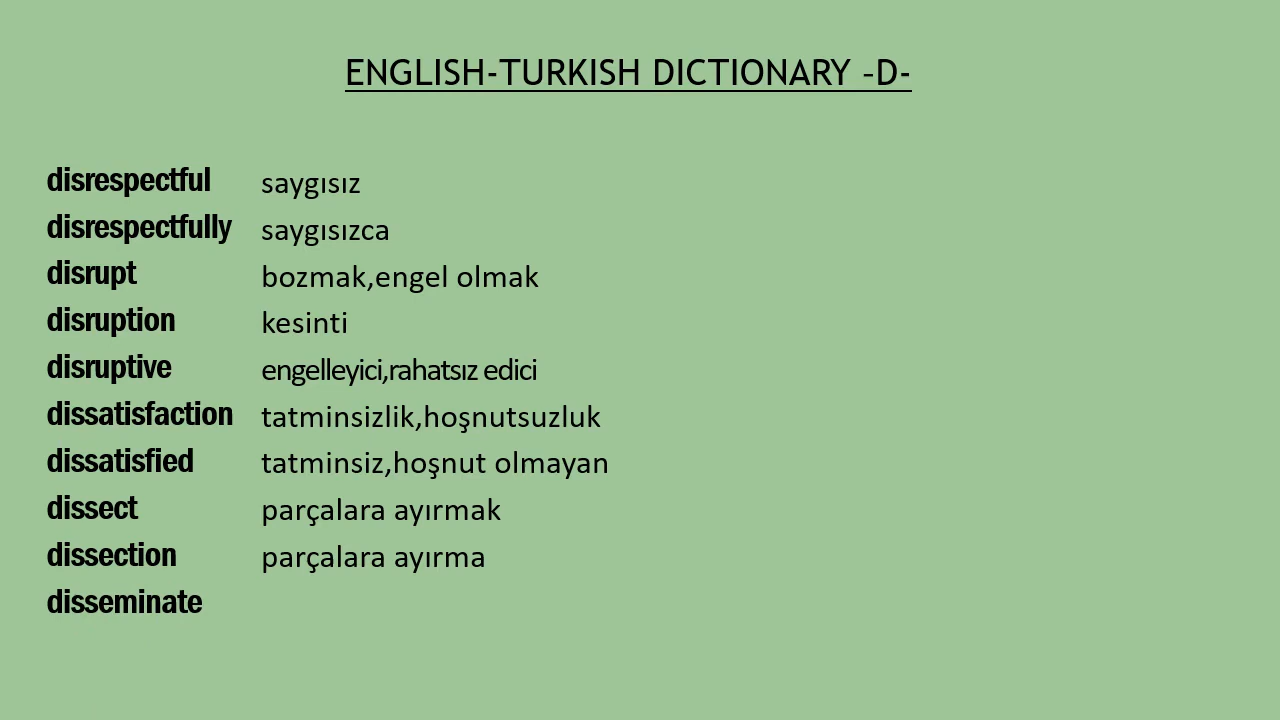 ENGLISH-TURKISH DICTIONARY –D-
disrespectful saygısız
disrespectfully saygısızca
disrupt bozmak,engel olmak
disruption kesinti
disruptive engelleyici,rahatsız edici
dissatisfaction tatminsizlik,hoşnutsuzluk
dissatisfied tatminsiz,hoşnut olmayan
dissect parçalara ayırmak
dissection parçalara ayırma
disseminate